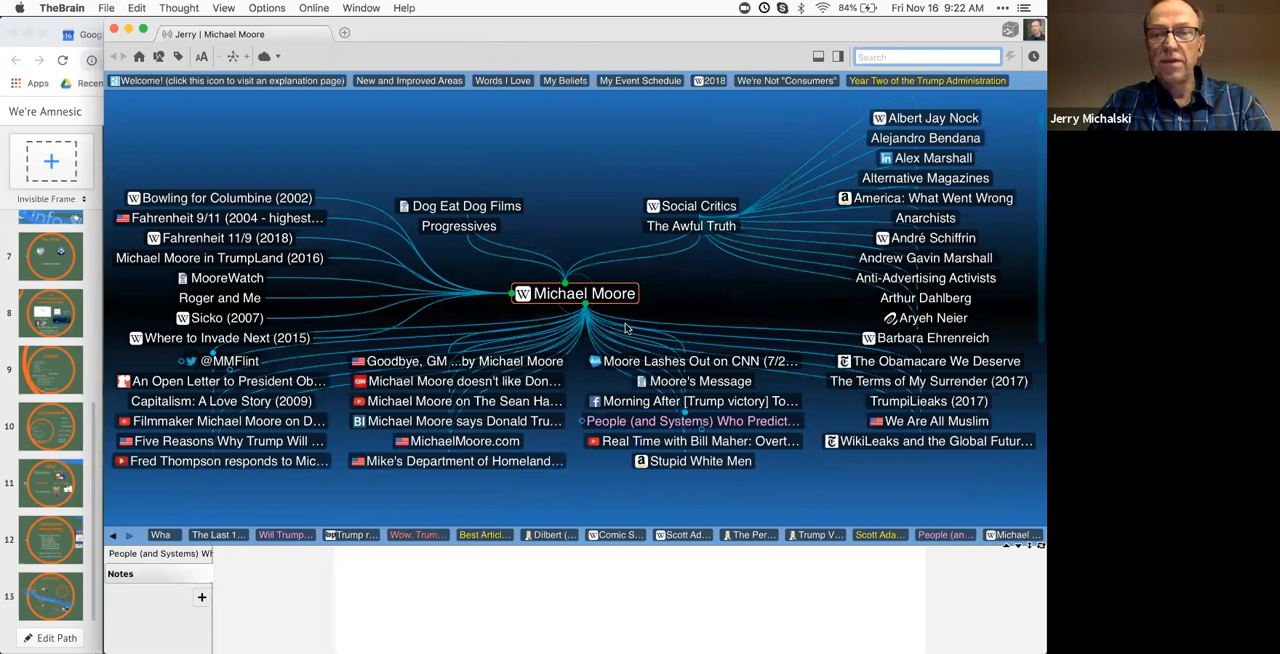 TheBrain File Edit Thought View Options Online Window Help 84% Fri Nov 16 9:22 AM
Goog
Jerry | Michael Moore
Search
Apps Recen
Welcome! (click this icon to visit an explanation page) New and Improved Areas Words I Love My Beliefs My Event Schedule 2018 We're Not "Consumers" Year Two of the Trump Administration
We're Amnesic
Invisible Frame
7
8
9
10
11
12
13
Edit Path
Albert Jay Nock
Alejandro Bendana
Alex Marshall
Alternative Magazines
America: What Went Wrong
Anarchists
André Schiffrin
Andrew Gavin Marshall
Anti-Advertising Activists
Arthur Dahlberg
Aryeh Neier
Barbara Ehrenreich
Dog Eat Dog Films
Progressives
Social Critics
The Awful Truth
Bowling for Columbine (2002)
Fahrenheit 9/11 (2004 - highest...
Fahrenheit 11/9 (2018)
Michael Moore in TrumpLand (2016)
MooreWatch
Roger and Me
Sicko (2007)
Where to Invade Next (2015)
Michael Moore
@MMFlint
An Open Letter to President Ob...
Capitalism: A Love Story (2009)
Filmmaker Michael Moore on D...
Five Reasons Why Trump Will ...
Fred Thompson responds to Mic...
Goodbye, GM ...by Michael Moore
Michael Moore doesn't like Don...
Michael Moore on The Sean Ha...
Michael Moore says Donald Tru...
MichaelMoore.com
Mike's Department of Homeland...
Moore Lashes Out on CNN (7/2...
Moore's Message
Morning After [Trump victory] To...
People (and Systems) Who Predict...
Real Time with Bill Maher: Overt...
Stupid White Men
The Obamacare We Deserve
The Terms of My Surrender (2017)
TrumpiLeaks (2017)
We Are All Muslim
WikiLeaks and the Global Futur...
Wha The Last 1... Will Trump... Trump r... Wow. Trum... Best Articl... Dilbert (... Comic S... Scott Ad... The Per... Trump V... Scott Ada... People (an... Michael ...
People (and Systems) Wh
Notes
Jerry Michalski